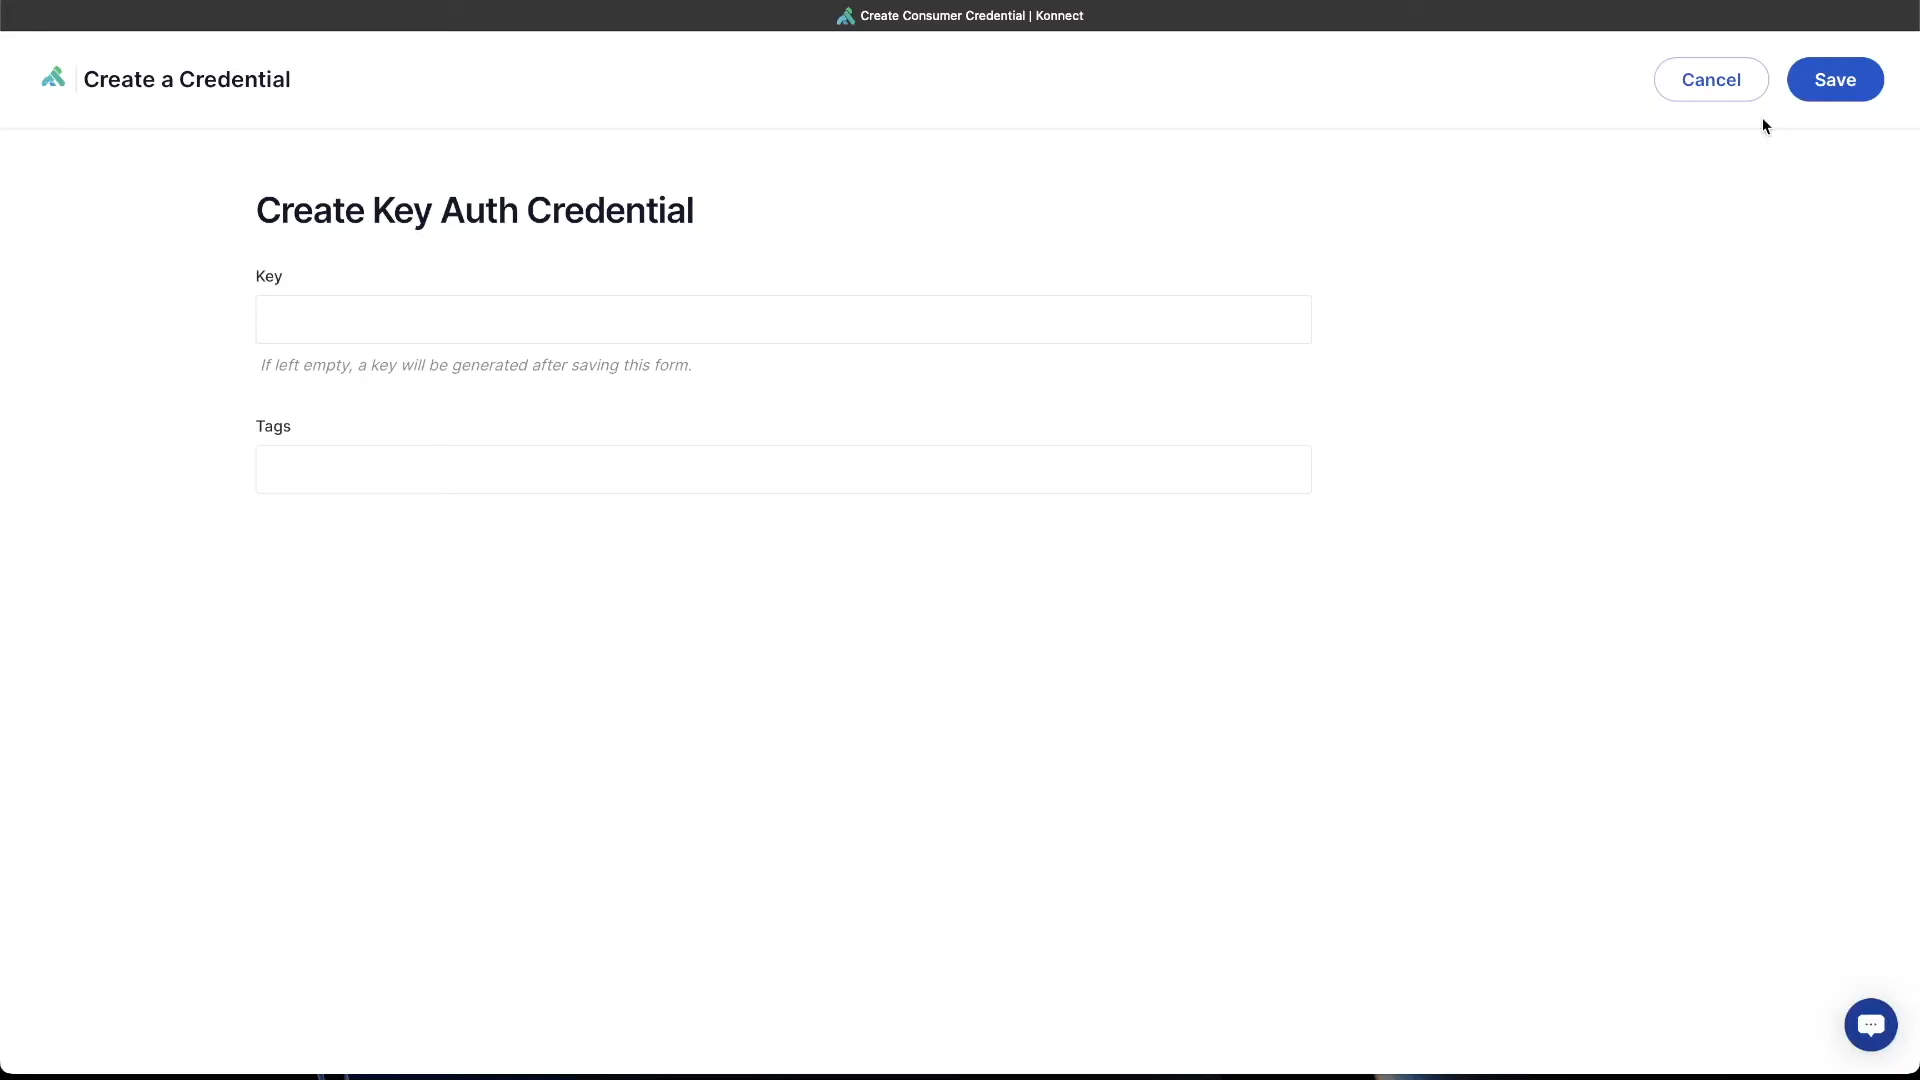 Create Consumer Credential | Konnect
Create a Credential
Cancel
Save
Create Key Auth Credential
Key
If left empty, a key will be generated after saving this form.
Tags